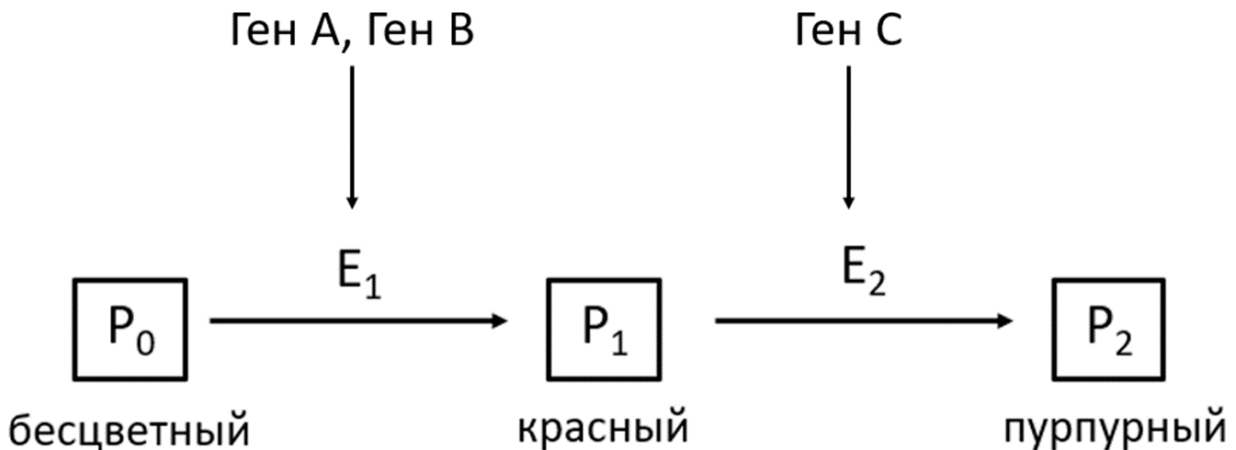 Ген А, Ген В
Ген С
E₁
E₂
P₀
P₁
P₂
бесцветный
красный
пурпурный